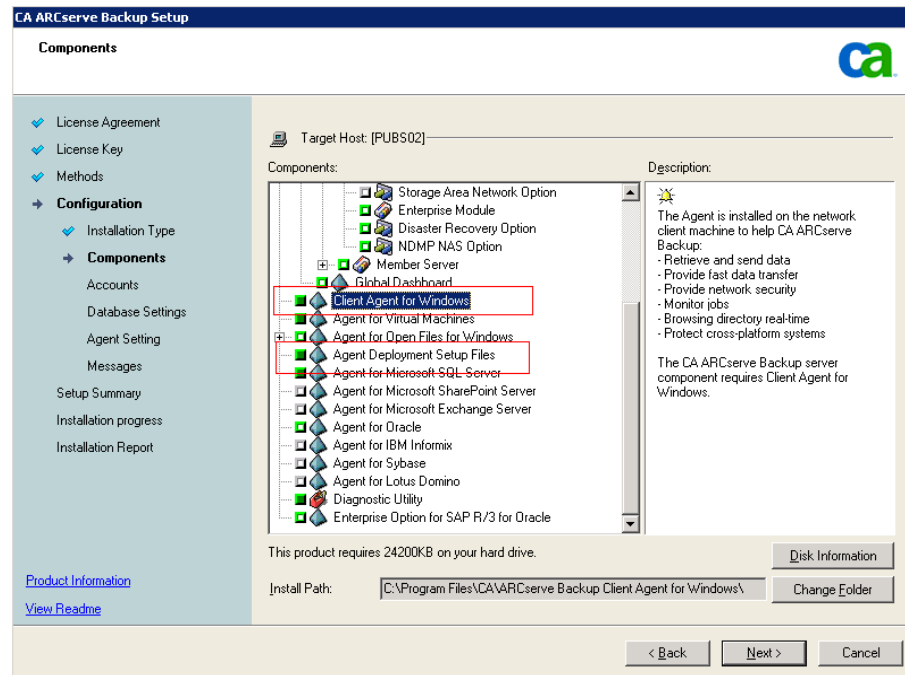 CA ARCserve Backup Setup
Components
ca
License Agreement
License Key
Methods
Configuration
Installation Type
Components
Accounts
Database Settings
Agent Setting
Messages
Setup Summary
Installation progress
Installation Report
Product Information
View Readme
Target Host: [PUBS02]
Components:
Storage Area Network Option
Enterprise Module
Disaster Recovery Option
NDMP NAS Option
Member Server
Global Dashboard
Client Agent for Windows
Agent for Virtual Machines
Agent for Open Files for Windows
Agent Deployment Setup Files
Agent for Microsoft SQL Server
Agent for Microsoft SharePoint Server
Agent for Microsoft Exchange Server
Agent for Oracle
Agent for IBM Informix
Agent for Sybase
Agent for Lotus Domino
Diagnostic Utility
Enterprise Option for SAP R/3 for Oracle
Description:
The Agent is installed on the network
client machine to help CA ARCserve
Backup:
- Retrieve and send data
- Provide fast data transfer
- Provide network security
- Monitor jobs
- Browsing directory real-time
- Protect cross-platform systems
The CA ARCserve Backup server
component requires Client Agent for
Windows.
This product requires 24200KB on your hard drive.
Disk Information
Install Path:
C:\Program Files\CA\ARCserve Backup Client Agent for Windows\
Change Folder
< Back
Next >
Cancel